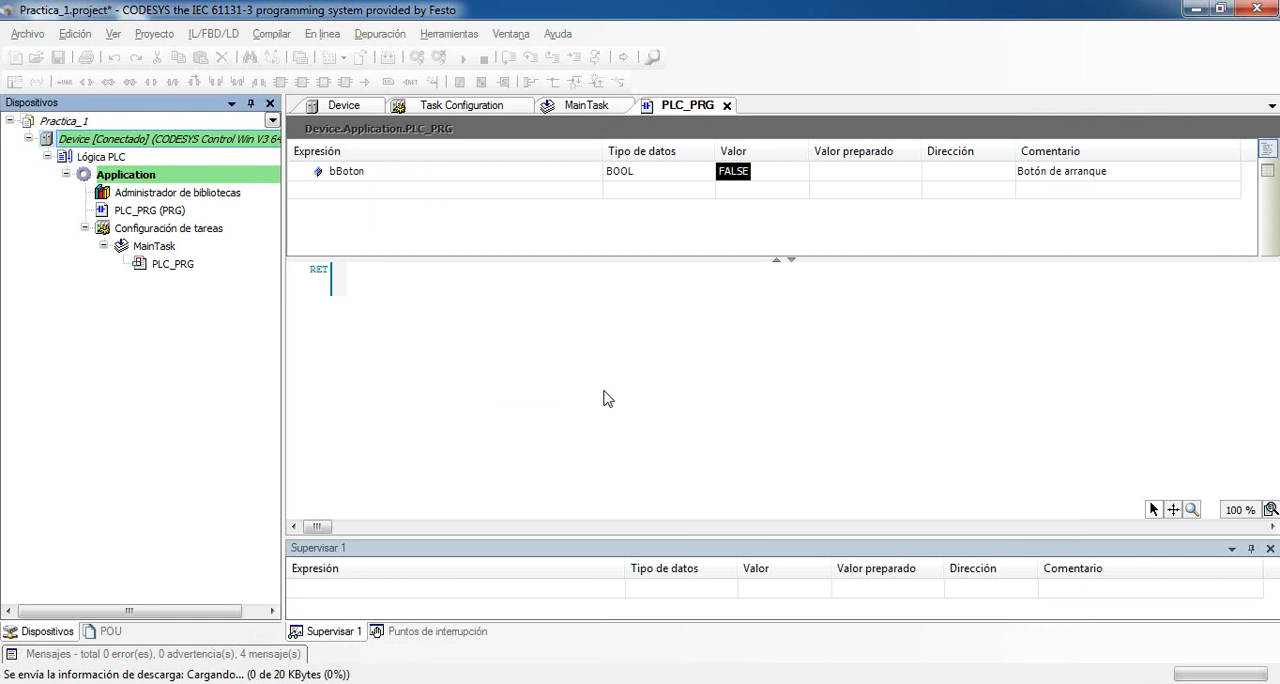 Practica_1.project* - CODESYS the IEC 61131-3 programming system provided by Festo
Archivo Edición Ver Proyecto IL/FBD/LD Compilar En línea Depuración Herramientas Ventana Ayuda
Dispositivos
Device Task Configuration MainTask PLC_PRG
Practica_1
Device [Conectado] (CODESYS Control Win V3 64
Lógica PLC
Application
Administrador de bibliotecas
PLC_PRG (PRG)
Configuración de tareas
MainTask
PLC_PRG
Device.Application.PLC_PRG
Expresión Tipo de datos Valor Valor preparado Dirección Comentario
bBoton BOOL FALSE Botón de arranque
RET
100 %
Supervisar 1
Expresión Tipo de datos Valor Valor preparado Dirección Comentario
Dispositivos POU
Supervisar 1 Puntos de interrupción
Mensajes - total 0 error(es), 0 advertencia(s), 4 mensaje(s)
Se envía la información de descarga: Cargando... (0 de 20 KBytes (0%))